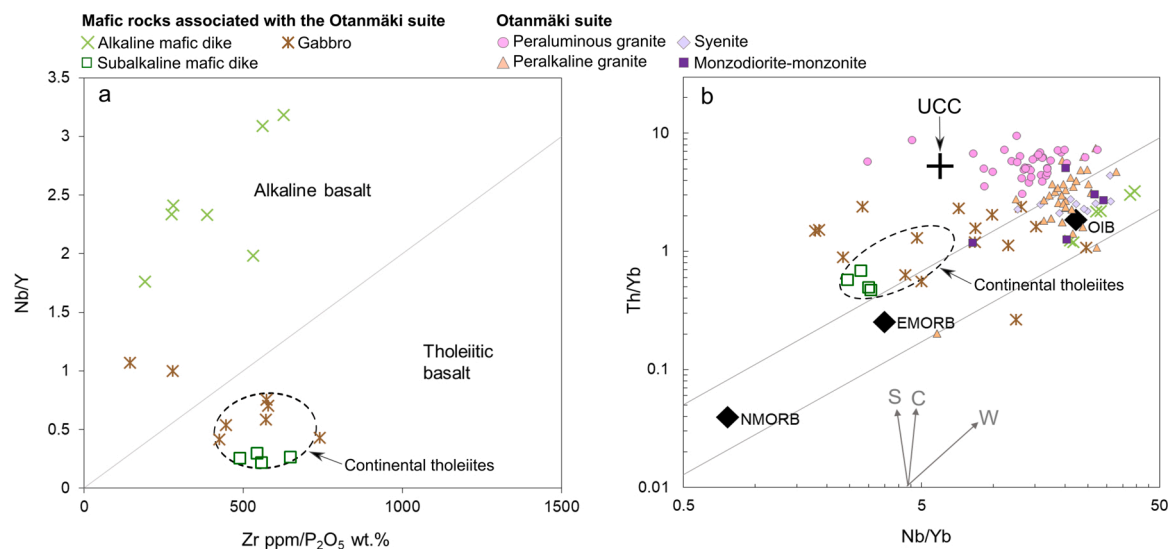 Mafic rocks associated with the Otanmäki suite
Alkaline mafic dike
Gabbro
Subalkaline mafic dike
Otanmäki suite
Peraluminous granite
Syenite
Peralkaline granite
Monzodiorite-monzonite
a
3.5
3
2.5
2
1.5
1
0.5
0
Nb/Y
Alkaline basalt
Tholeiitic
basalt
Continental tholeiites
0
500
1000
1500
Zr ppm/P₂O₅ wt.%
b
10
1
0.1
0.01
Th/Yb
UCC
OIB
Continental tholeiites
EMORB
NMORB
S
C
W
0.5
5
50
Nb/Yb